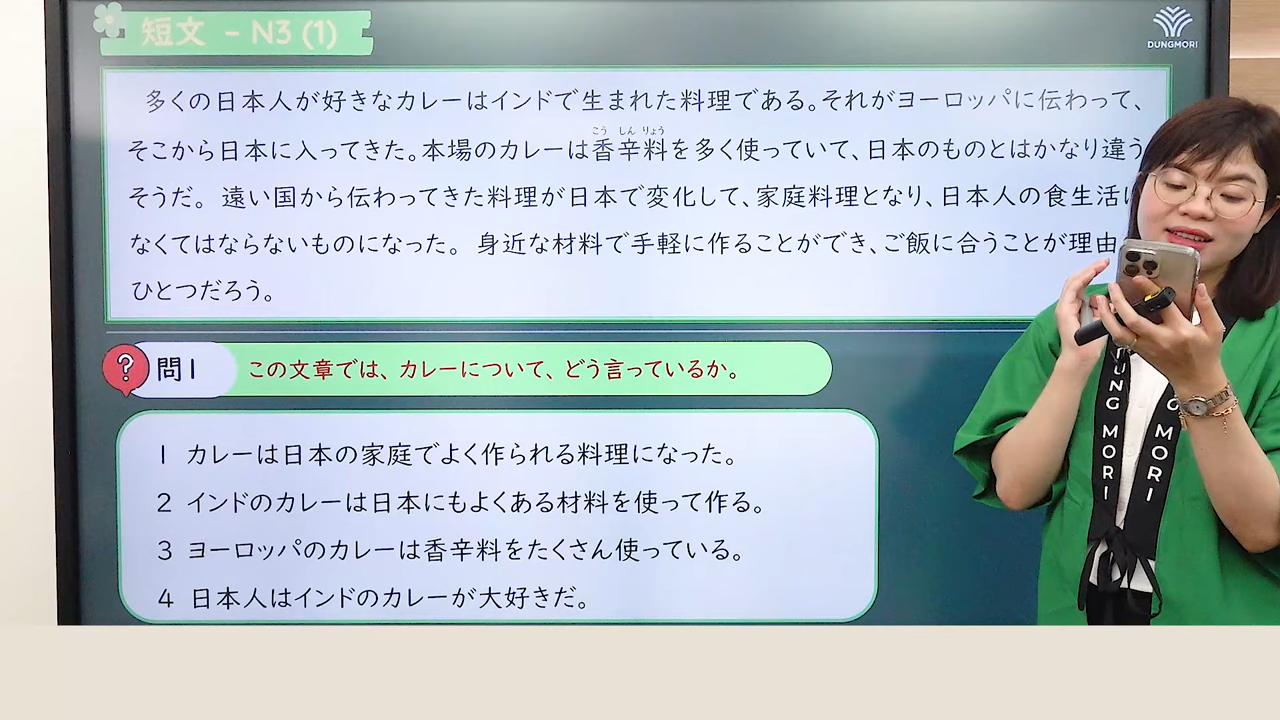 短文 - N3 (1)
DUNGMORI
多くの日本人が好きなカレーはインドで生まれた料理である。それがヨーロッパに伝わって、
こう しん りょう
そこから日本に入ってきた。本場のカレーは香辛料を多く使っていて、日本のものとはかなり違う
そうだ。遠い国から伝わってきた料理が日本で変化して、家庭料理となり、日本人の食生活に
なくてはならないものになった。身近な材料で手軽に作ることができ、ご飯に合うことが理由
ひとつだろう。
? 問1 この文章では、カレーについて、どう言っているか。
1 カレーは日本の家庭でよく作られる料理になった。
2 インドのカレーは日本にもよくある材料を使って作る。
3 ヨーロッパのカレーは香辛料をたくさん使っている。
4 日本人はインドのカレーが大好きだ。
UNG MORI
G MORI